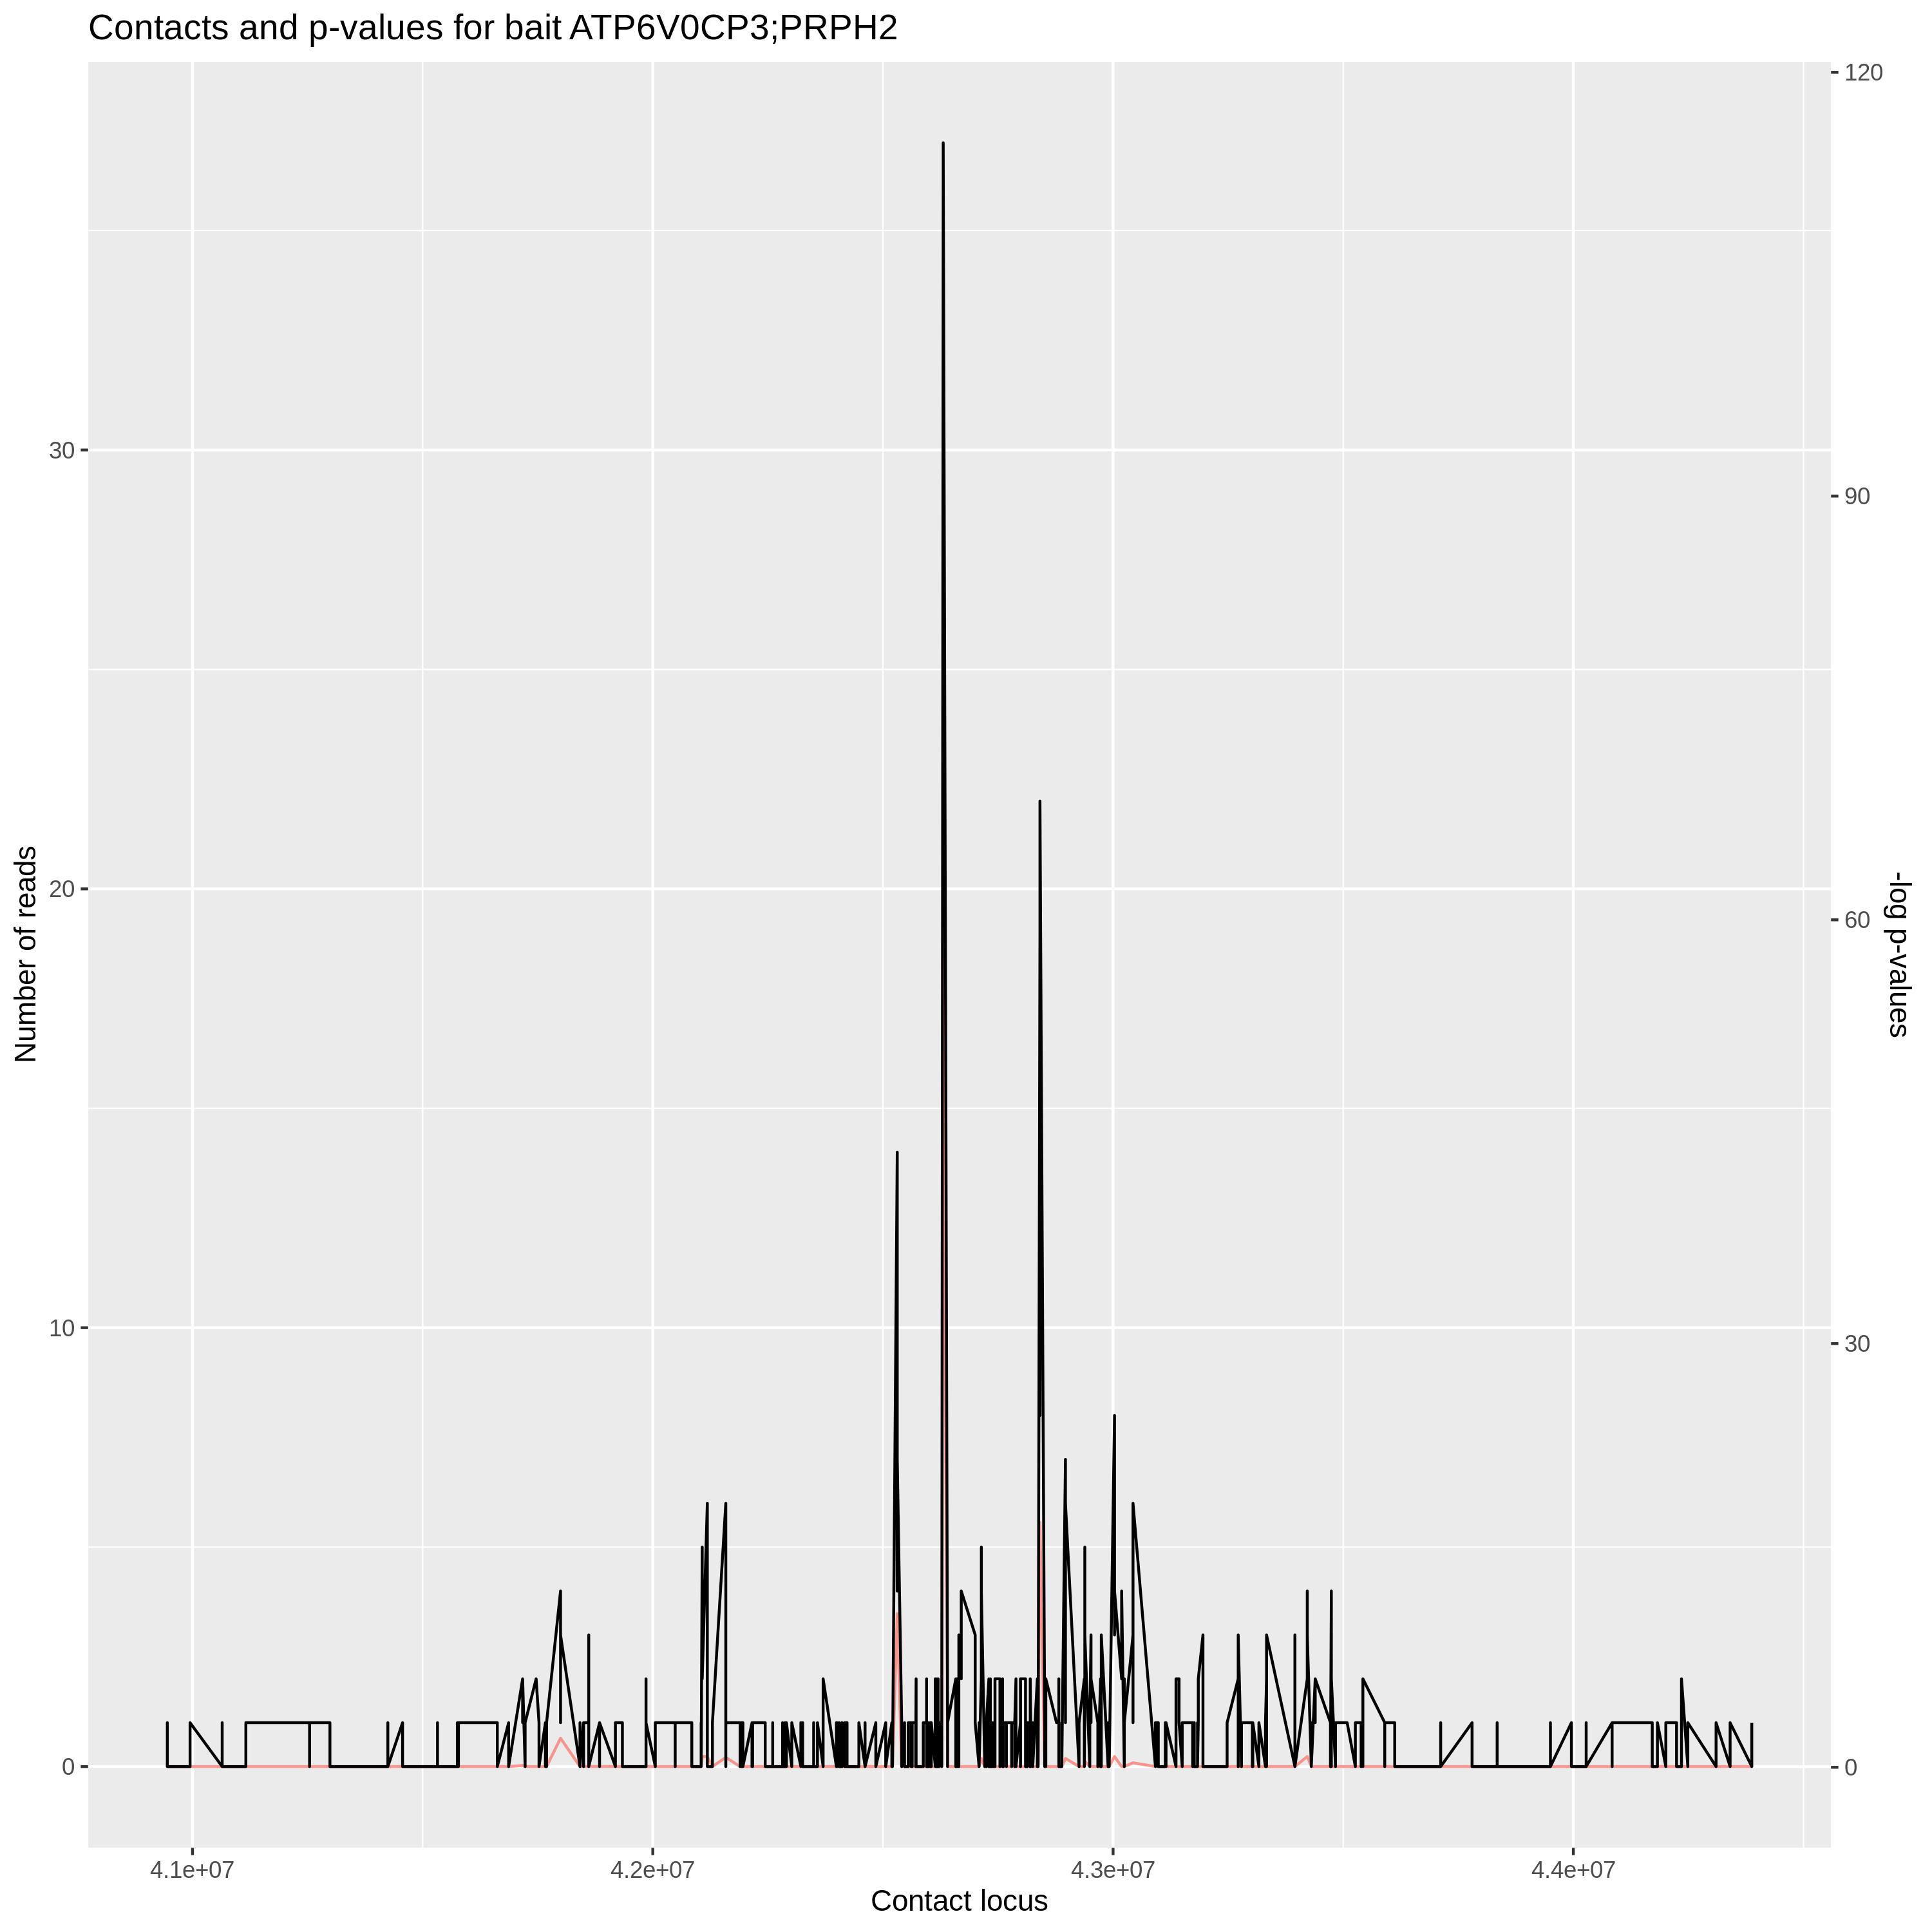 Contacts and p-values for bait ATP6V0CP3;PRPH2
120
30
90
20
60
10
30
0
0
Number of reads
-log p-values
4.1e+07
4.2e+07
4.3e+07
4.4e+07
Contact locus